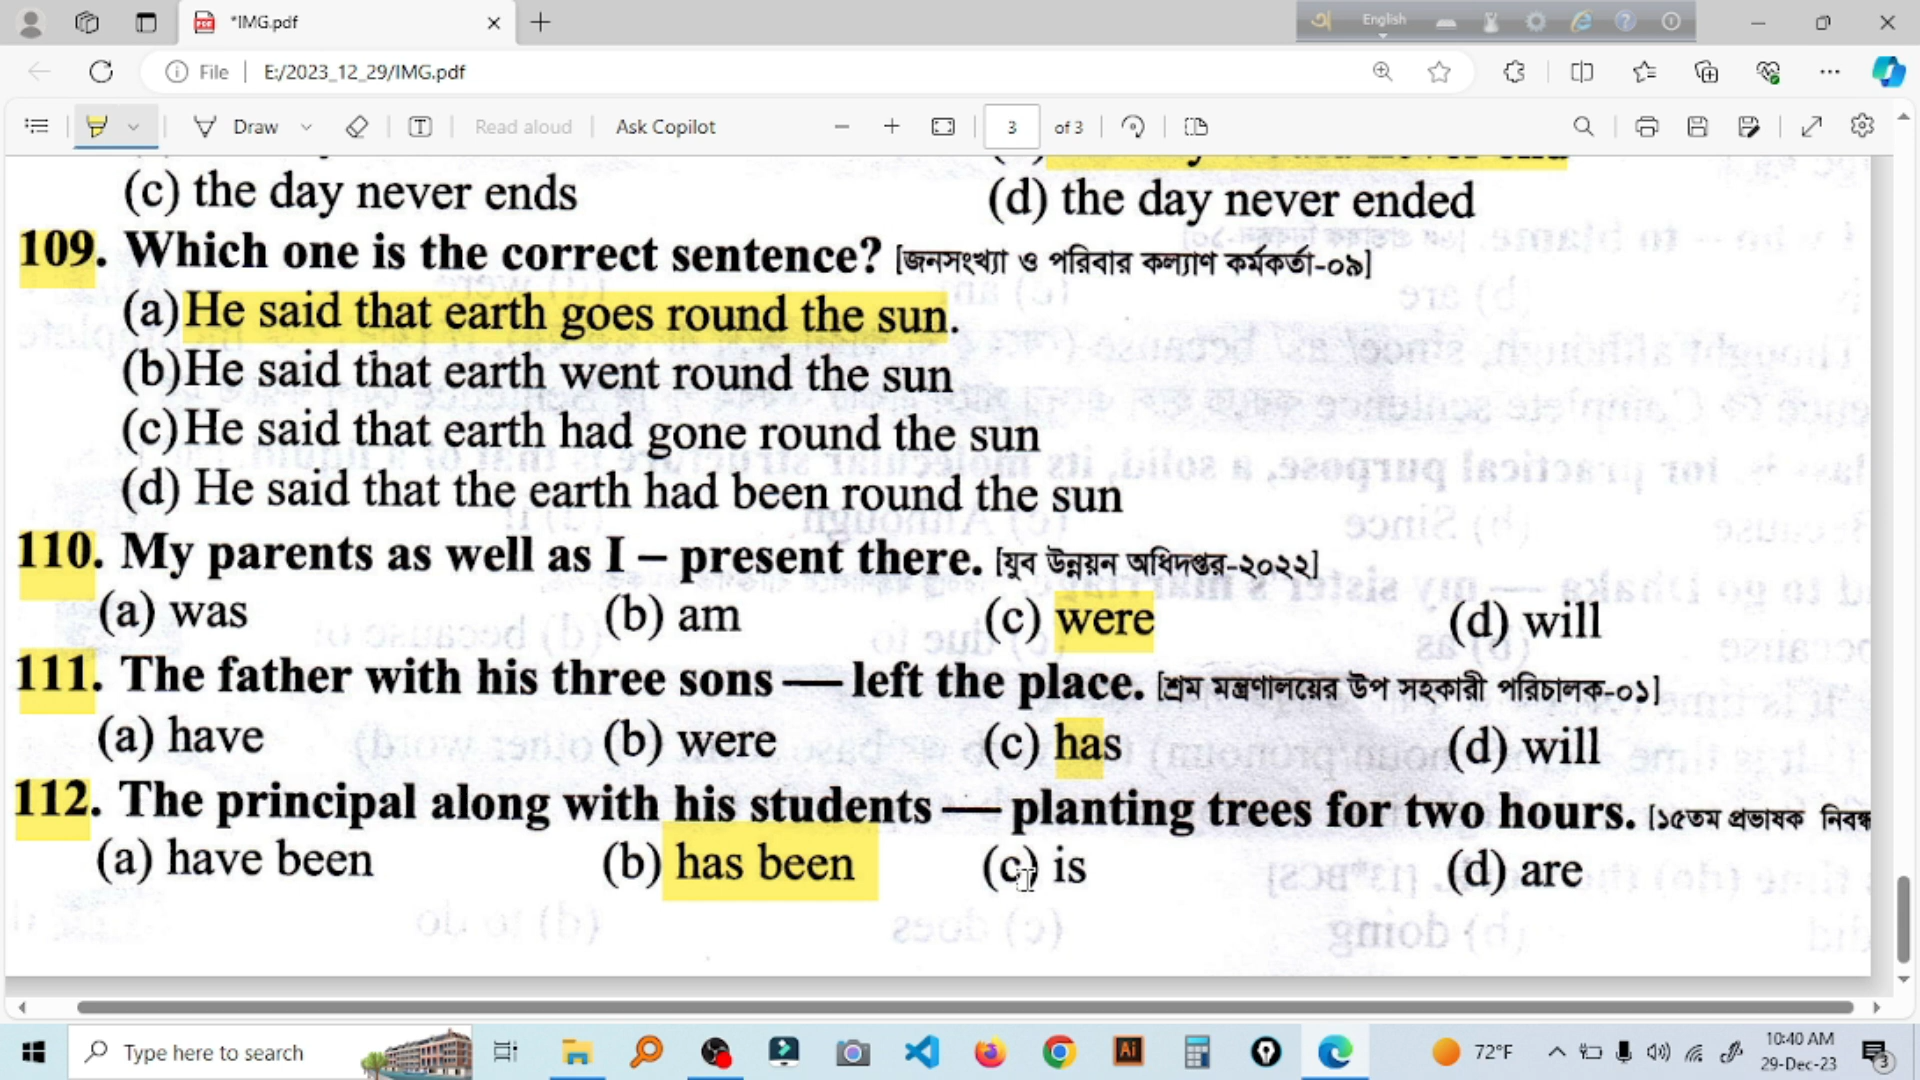 *IMG.pdf
English
File
E:/2023_12_29/IMG.pdf
Draw
Read aloud
Ask Copilot
3
of 3
(c) the day never ends (d) the day never ended
109. Which one is the correct sentence? [জনসংখ্যা ও পরিবার কল্যাণ কর্মকর্তা-০৯]
(a) He said that earth goes round the sun.
(b) He said that earth went round the sun
(c) He said that earth had gone round the sun
(d) He said that the earth had been round the sun
110. My parents as well as I – present there. [যুব উন্নয়ন অধিদপ্তর-২০২২]
(a) was (b) am (c) were (d) will
111. The father with his three sons — left the place. [শ্রম মন্ত্রণালয়ের উপ সহকারী পরিচালক-০১]
(a) have (b) were (c) has (d) will
112. The principal along with his students — planting trees for two hours. [১৫তম প্রভাষক নিবন্ধ
(a) have been (b) has been (c) is (d) are
Type here to search
Ai
72°F
10:40 AM
29-Dec-23
3